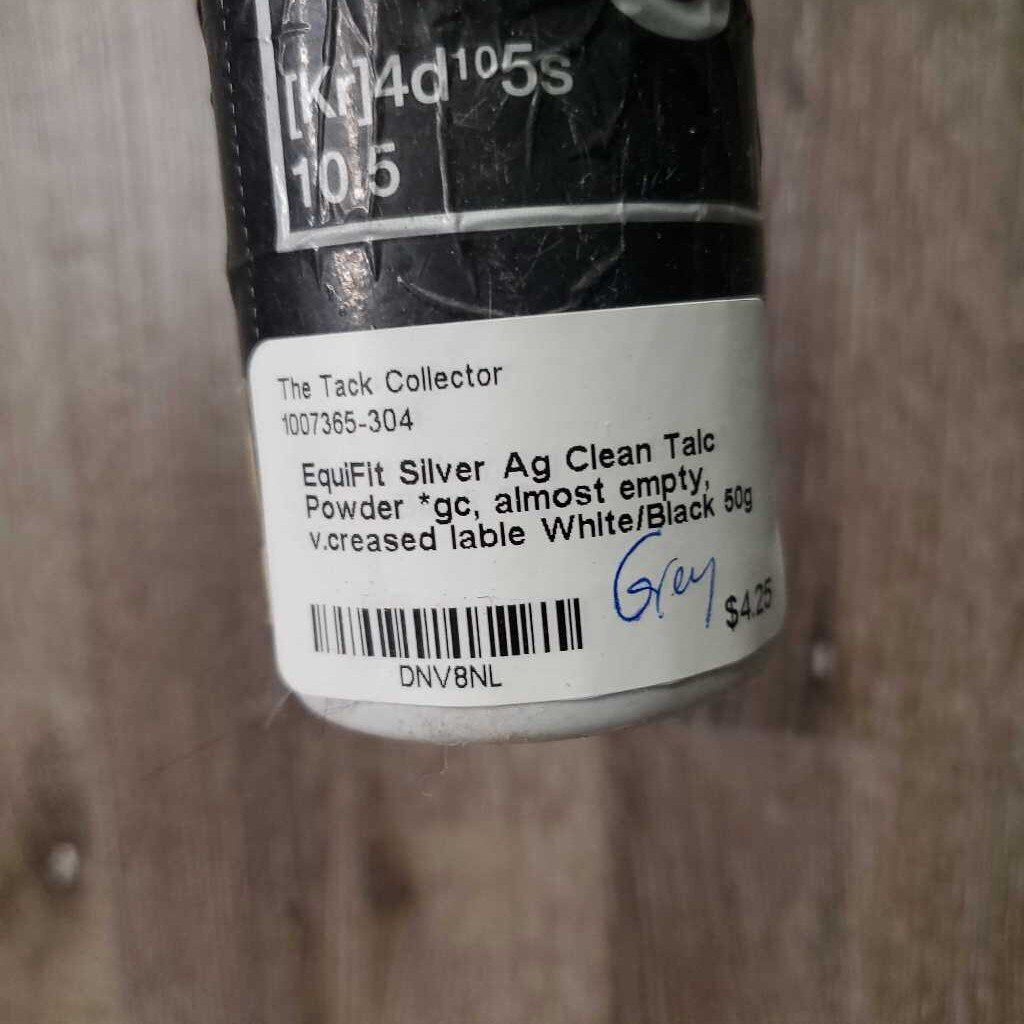 [Kr]4d¹⁰5s
10.5
The Tack Collector
1007365-304
EquiFit Silver Ag Clean Talc
Powder *gc, almost empty,
v.creased lable White/Black 50g
Grey
$4.25
DNV8NL